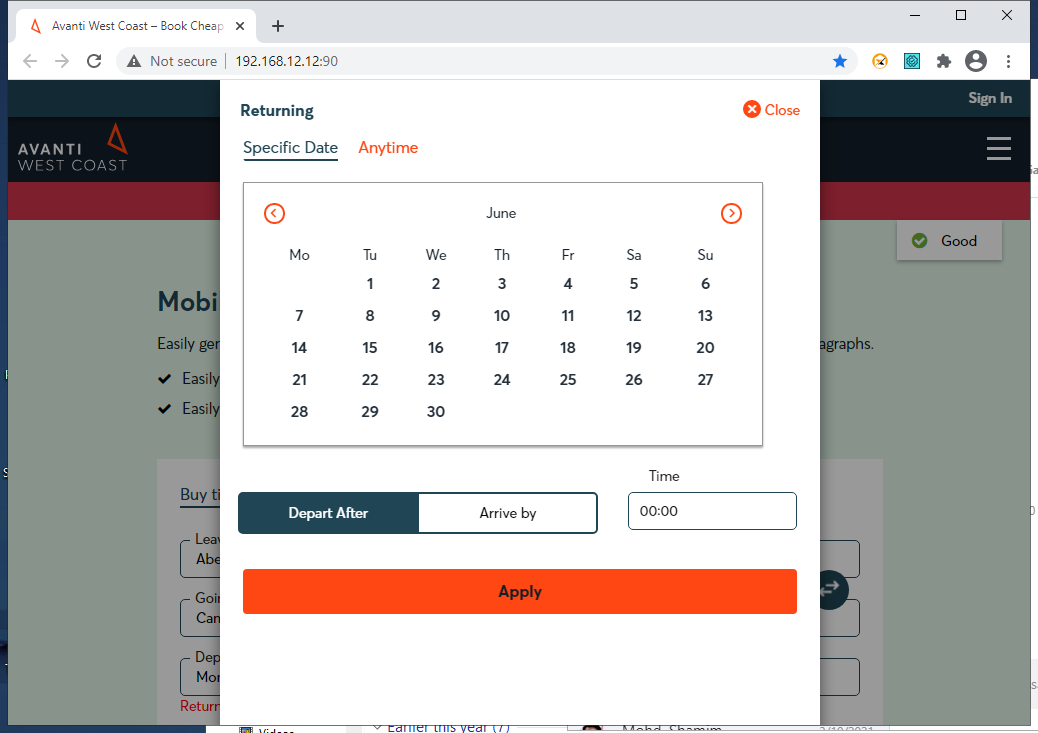 Avanti West Coast – Book Cheap
Not secure
192.168.12.12:90
Sign In
AVANTI
WEST COAST
Returning
Close
Specific Date
Anytime
June
Mo Tu We Th Fr Sa Su
1 2 3 4 5 6
7 8 9 10 11 12 13
14 15 16 17 18 19 20
21 22 23 24 25 26 27
28 29 30
Time
Depart After
Arrive by
00:00
Apply
Good
Mobi
Easily ger
agraphs.
Easily
Easily
Buy ti
Leav
Abe
Goin
Can
Dep
Mor
Return
Videos
Earlier this year (7)
Mohd. Shamim
2/10/2021